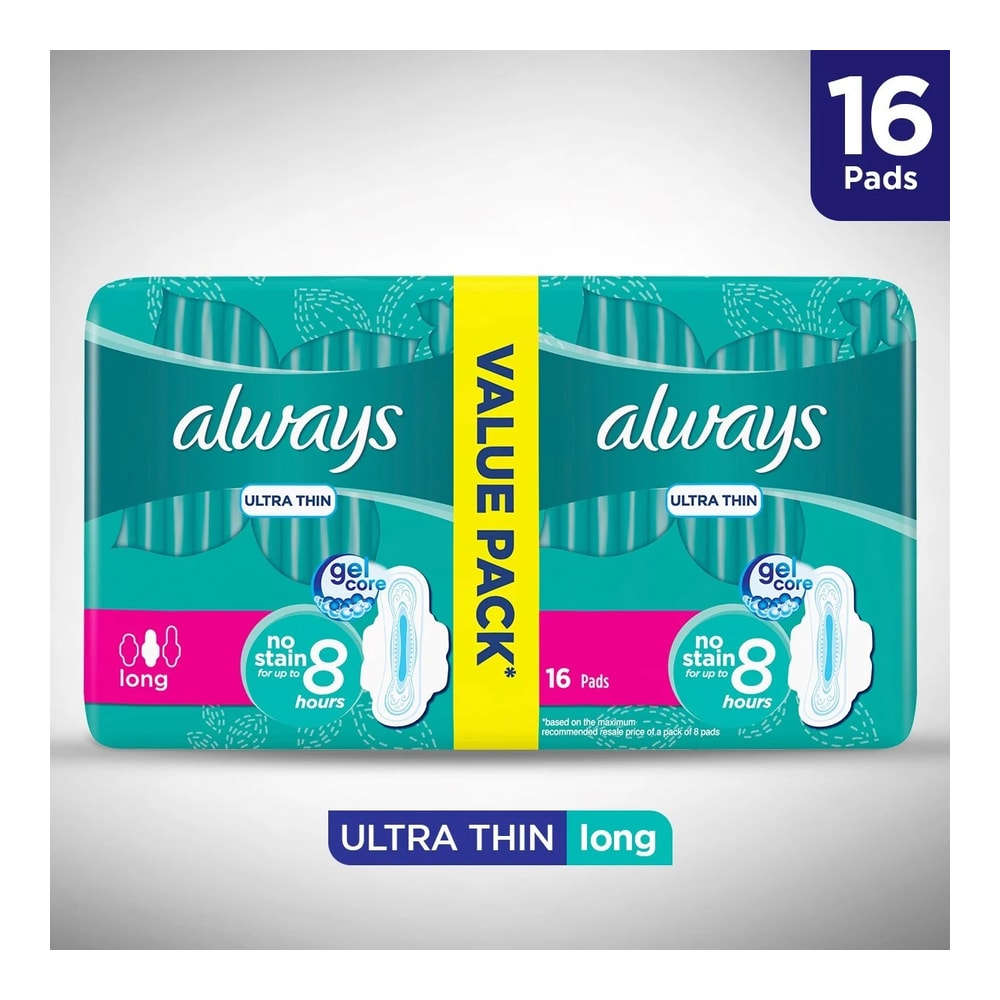 16
Pads
always
ULTRA THIN
gel
core
long
no
stain
for up to
8
hours
VALUE PACK*
always
ULTRA THIN
gel
core
16 Pads
no
stain
for up to
8
hours
*based on the maximum
recommended resale price of a pack of 8 pads
ULTRA THIN long